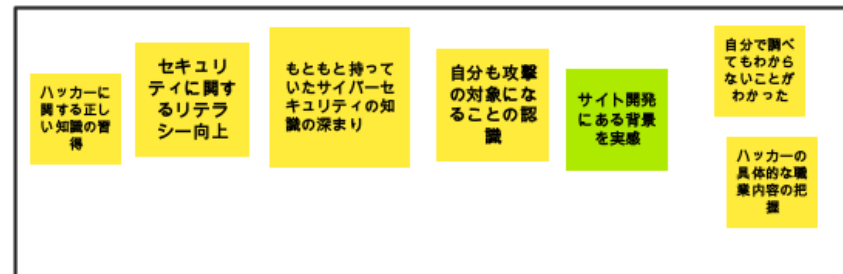 ハッカーに
関する正し
い知識の習
得
セキュリ
ティに関す
るリテラ
シー向上
もともと持って
いたサイバーセ
キュリティの知
識の深まり
自分も攻撃
の対象にな
ることの認
識
サイト開発
にある背景
を実感
自分で調べ
てもわから
ないことが
わかった
ハッカーの
具体的な職
業内容の把
握